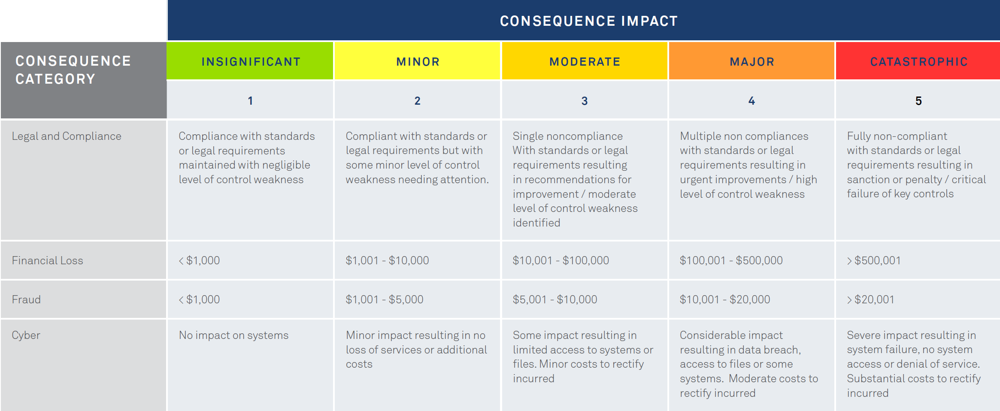 CONSEQUENCE IMPACT
CONSEQUENCE
CATEGORY
INSIGNIFICANT
MINOR
MODERATE
MAJOR
CATASTROPHIC
1
2
3
4
5
Legal and Compliance
Compliance with standards
or legal requirements
maintained with negligible
level of control weakness
Compliant with standards or
legal requirements but with
some minor level of control
weakness needing attention.
Single noncompliance
With standards or legal
requirements resulting
in recommendations for
improvement / moderate
level of control weakness
identified
Multiple non compliances
with standards or legal
requirements resulting in
urgent improvements / high
level of control weakness
Fully non-compliant
with standards or legal
requirements resulting in
sanction or penalty / critical
failure of key controls
Financial Loss
< $1,000
$1,001 - $10,000
$10,001 - $100,000
$100,001 - $500,000
> $500,001
Fraud
< $1,000
$1,001 - $5,000
$5,001 - $10,000
$10,001 - $20,000
> $20,001
Cyber
No impact on systems
Minor impact resulting in no
loss of services or additional
costs
Some impact resulting in
limited access to systems or
files. Minor costs to rectify
incurred
Considerable impact
resulting in data breach,
access to files or some
systems.  Moderate costs to
rectify incurred
Severe impact resulting in
system failure, no system
access or denial of service.
Substantial costs to rectify
incurred